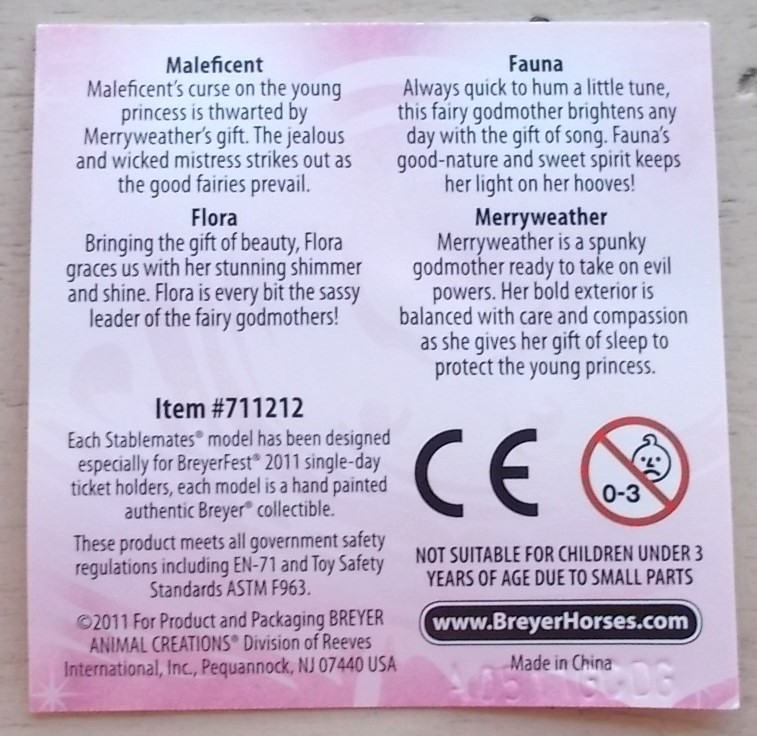 Maleficent
Maleficent's curse on the young
princess is thwarted by
Merryweather's gift. The jealous
and wicked mistress strikes out as
the good fairies prevail.
Flora
Bringing the gift of beauty, Flora
graces us with her stunning shimmer
and shine. Flora is every bit the sassy
leader of the fairy godmothers!
Fauna
Always quick to hum a little tune,
this fairy godmother brightens any
day with the gift of song. Fauna's
good-nature and sweet spirit keeps
her light on her hooves!
Merryweather
Merryweather is a spunky
godmother ready to take on evil
powers. Her bold exterior is
balanced with care and compassion
as she gives her gift of sleep to
protect the young princess.
Item #711212
Each Stablemates® model has been designed
especially for BreyerFest® 2011 single-day
ticket holders, each model is a hand painted
authentic Breyer® collectible.
These product meets all government safety
regulations including EN-71 and Toy Safety
Standards ASTM F963.
©2011 For Product and Packaging BREYER
ANIMAL CREATIONS® Division of Reeves
International, Inc., Pequannock, NJ 07440 USA
CE
0-3
NOT SUITABLE FOR CHILDREN UNDER 3
YEARS OF AGE DUE TO SMALL PARTS
www.BreyerHorses.com
Made in China